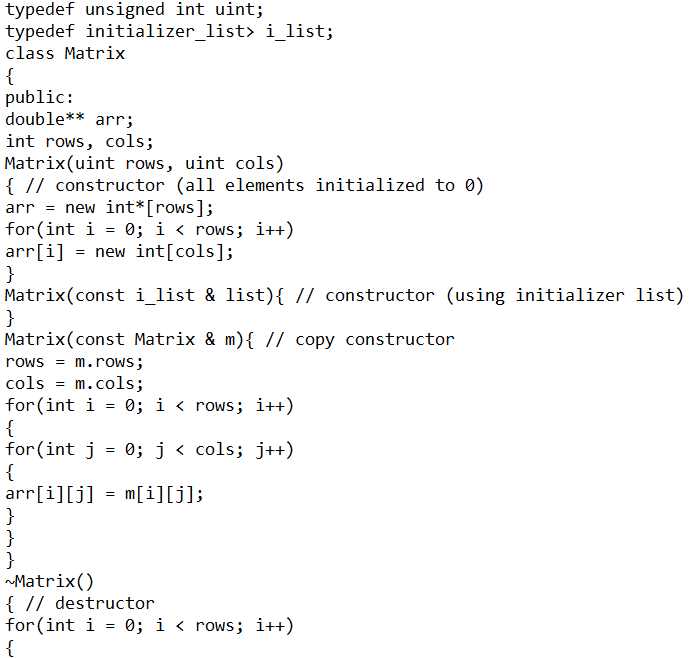 typedef unsigned int uint;
typedef initializer_list> i_list;
class Matrix
{
public:
double** arr;
int rows, cols;
Matrix(uint rows, uint cols)
{ // constructor (all elements initialized to 0)
arr = new int*[rows];
for(int i = 0; i < rows; i++)
arr[i] = new int[cols];
}
Matrix(const i_list & list){ // constructor (using initializer list)
}
Matrix(const Matrix & m){ // copy constructor
rows = m.rows;
cols = m.cols;
for(int i = 0; i < rows; i++)
{
for(int j = 0; j < cols; j++)
{
arr[i][j] = m[i][j];
}
}
}
~Matrix()
{ // destructor
for(int i = 0; i < rows; i++)
{